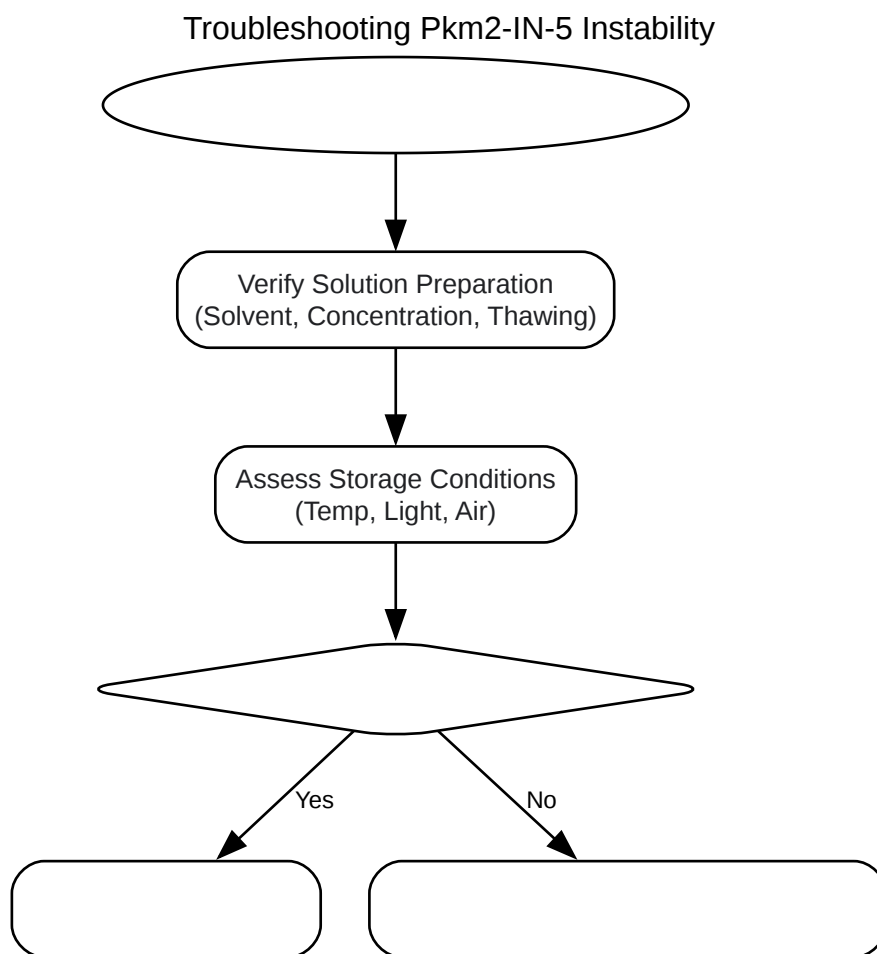 Troubleshooting Pkm2-IN-5 Instability
Verify Solution Preparation
(Solvent, Concentration, Thawing)
Assess Storage Conditions
(Temp, Light, Air)
Yes
No